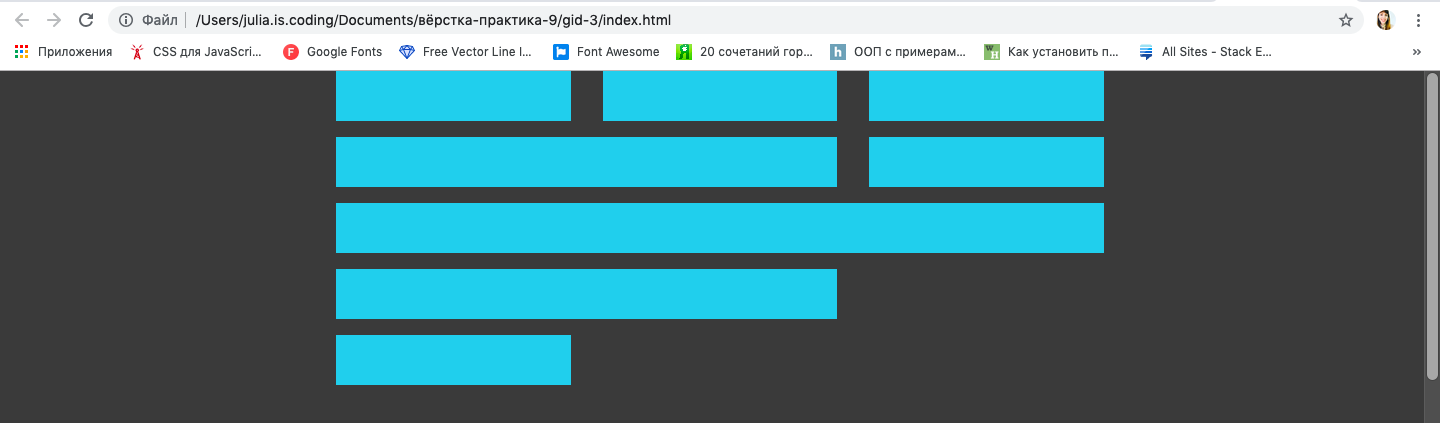 Файл /Users/julia.is.coding/Documents/вёрстка-практика-9/gid-3/index.html
Приложения CSS для JavaScri... Google Fonts Free Vector Line I... Font Awesome 20 сочетаний гор... ООП с примерам... Как установить п... All Sites - Stack E... »